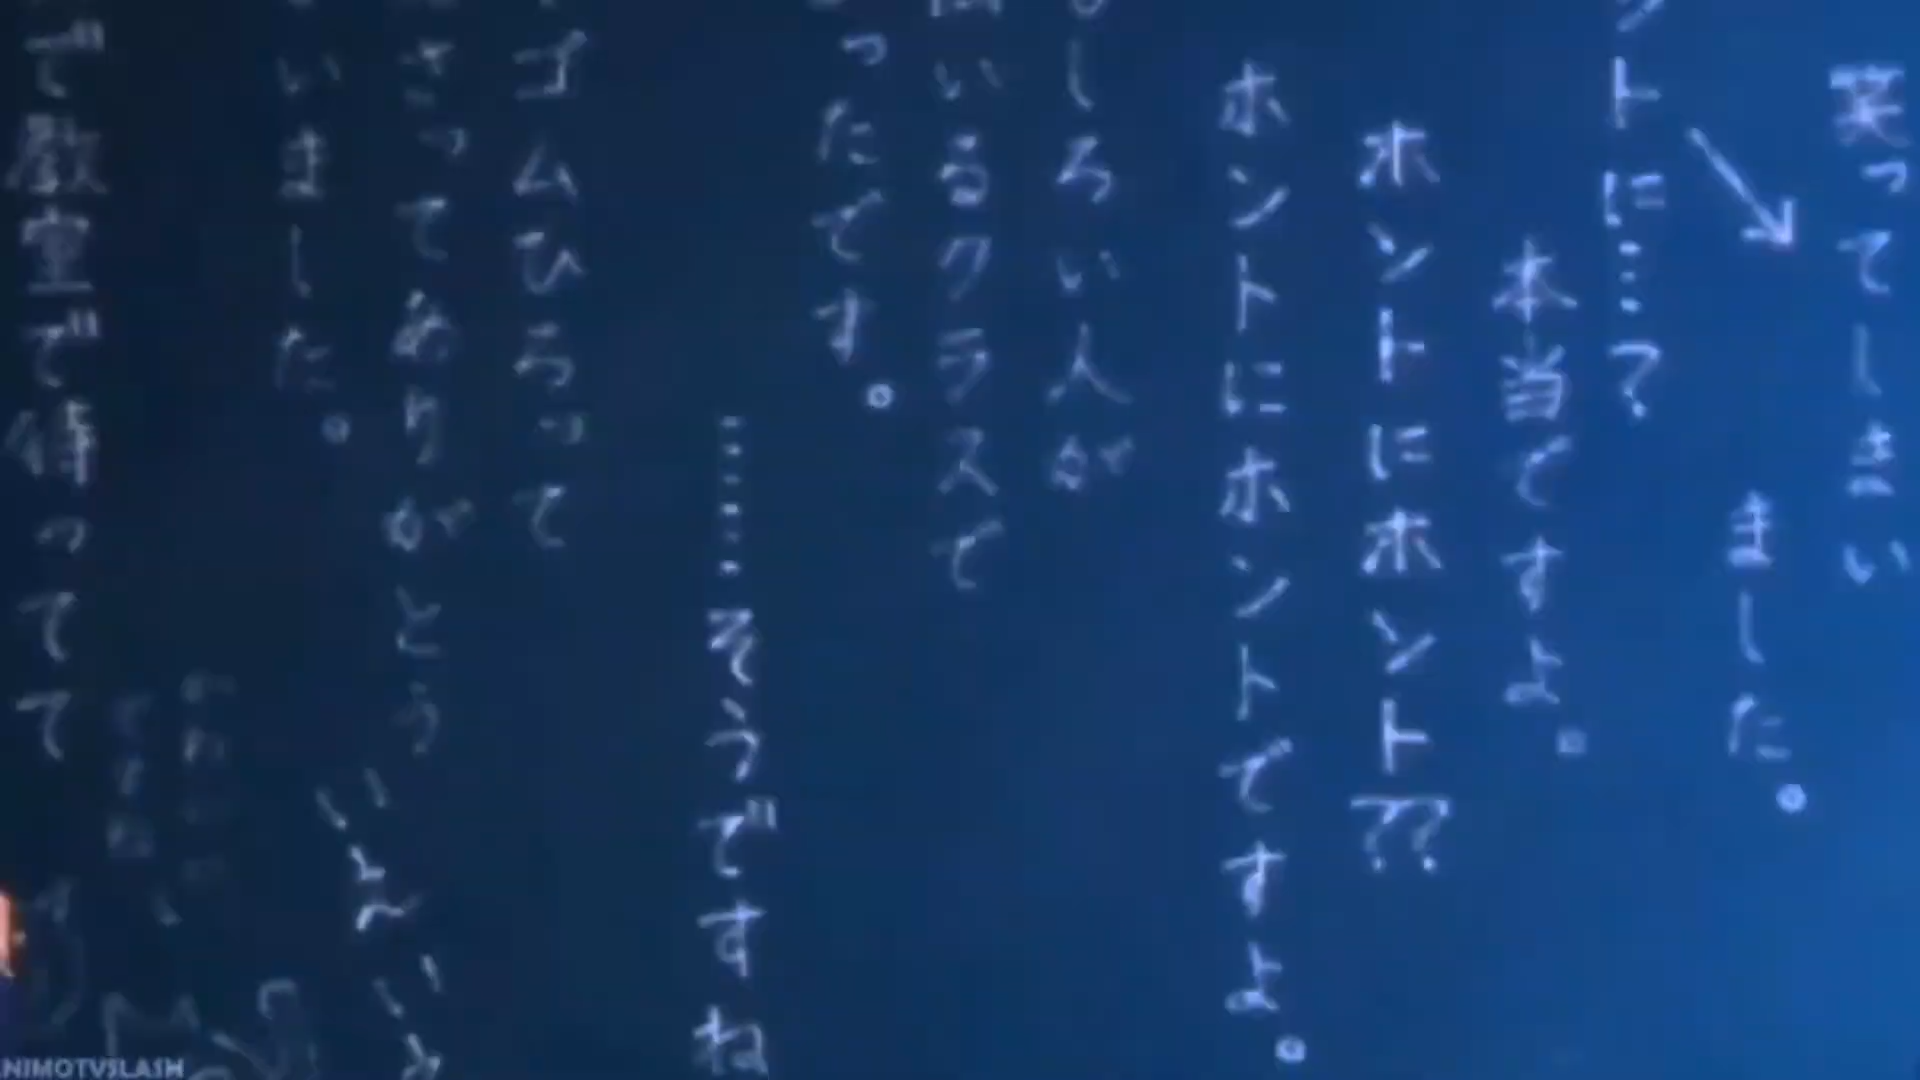 笑ってしまい
ました。
ントに…?
本当ですよ。
ホントにホント??
ホントにホントですよ。
しろい人が
いるクラスで
ったです。
……そうですね
ゴムひろって
さってありがとう
いました。
で教室で待ってて
NIMOTVSLASH